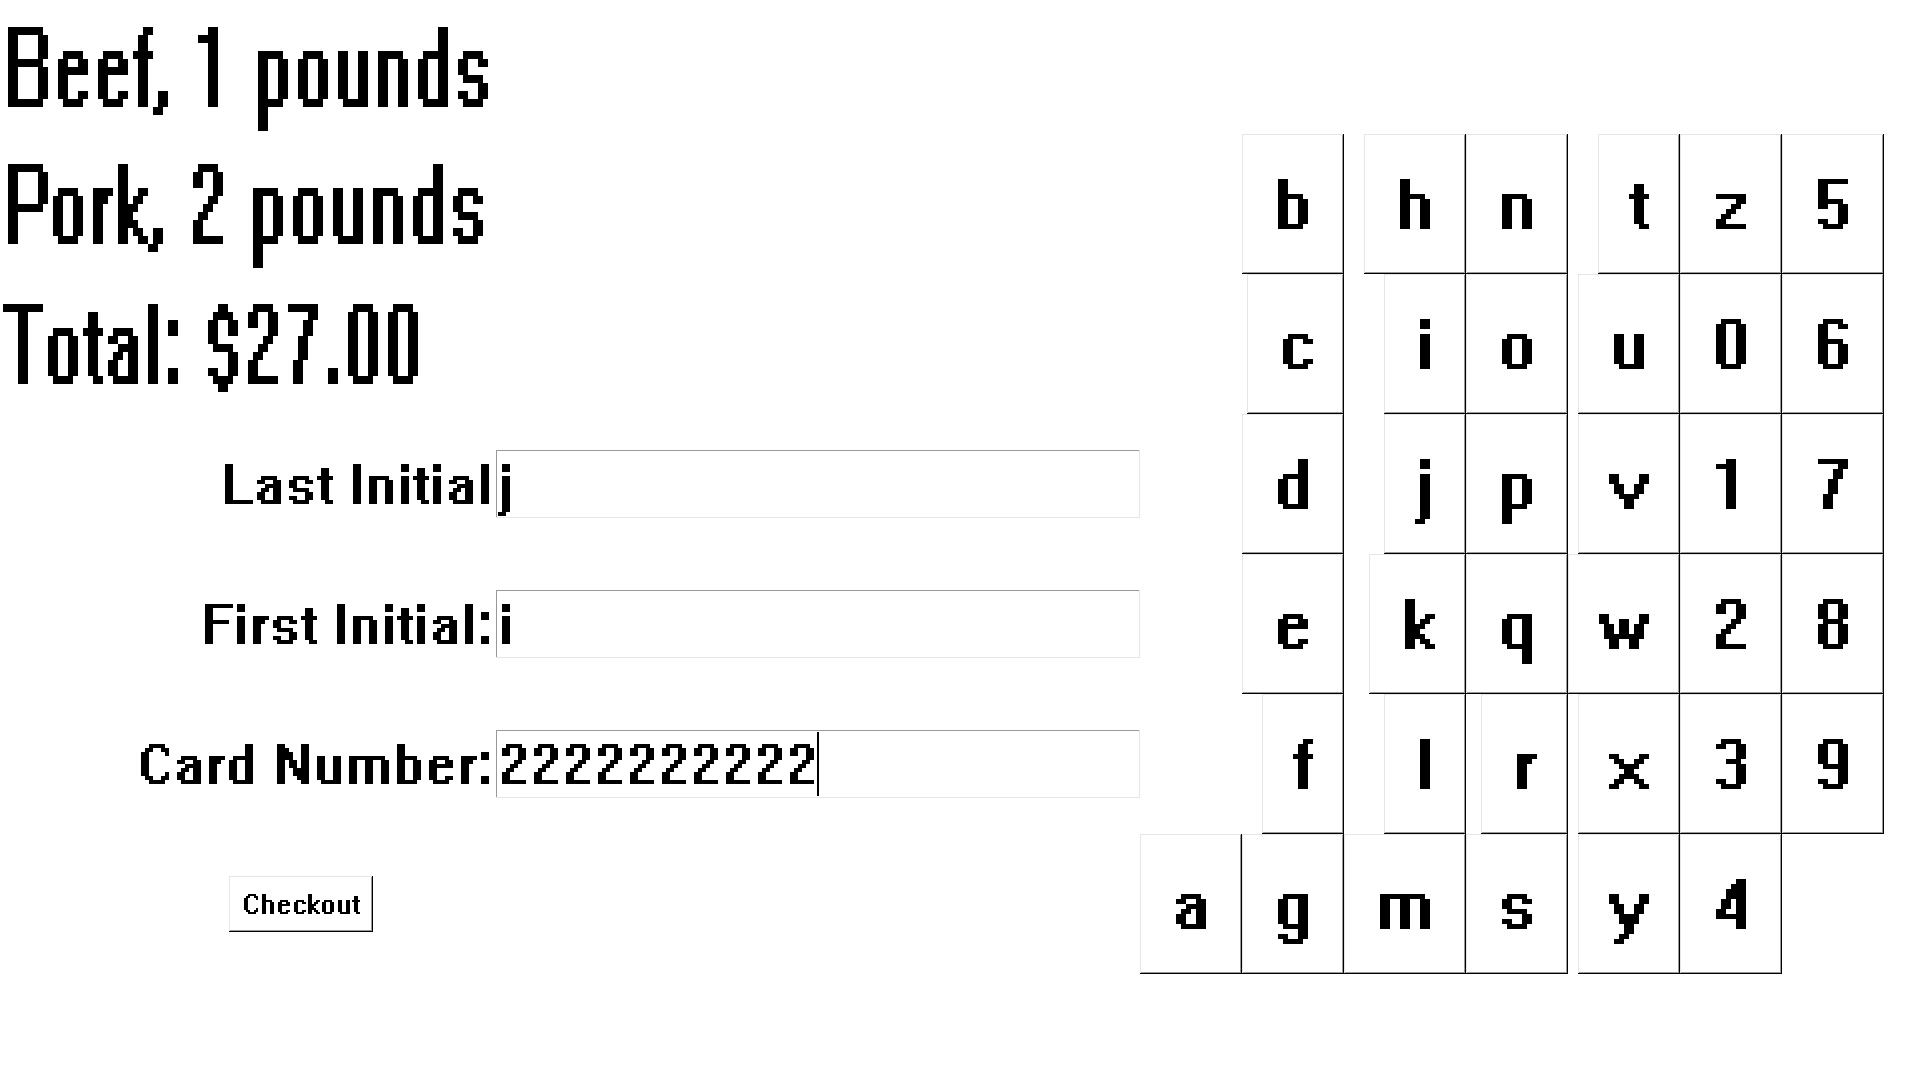 Beef, 1 pounds
Pork, 2 pounds
Total: $27.00
Last Initial j
First Initial: i
Card Number: 2222222222
Checkout
b h n t z 5
c i o u 0 6
d j p v 1 7
e k q w 2 8
f l r x 3 9
a g m s y 4